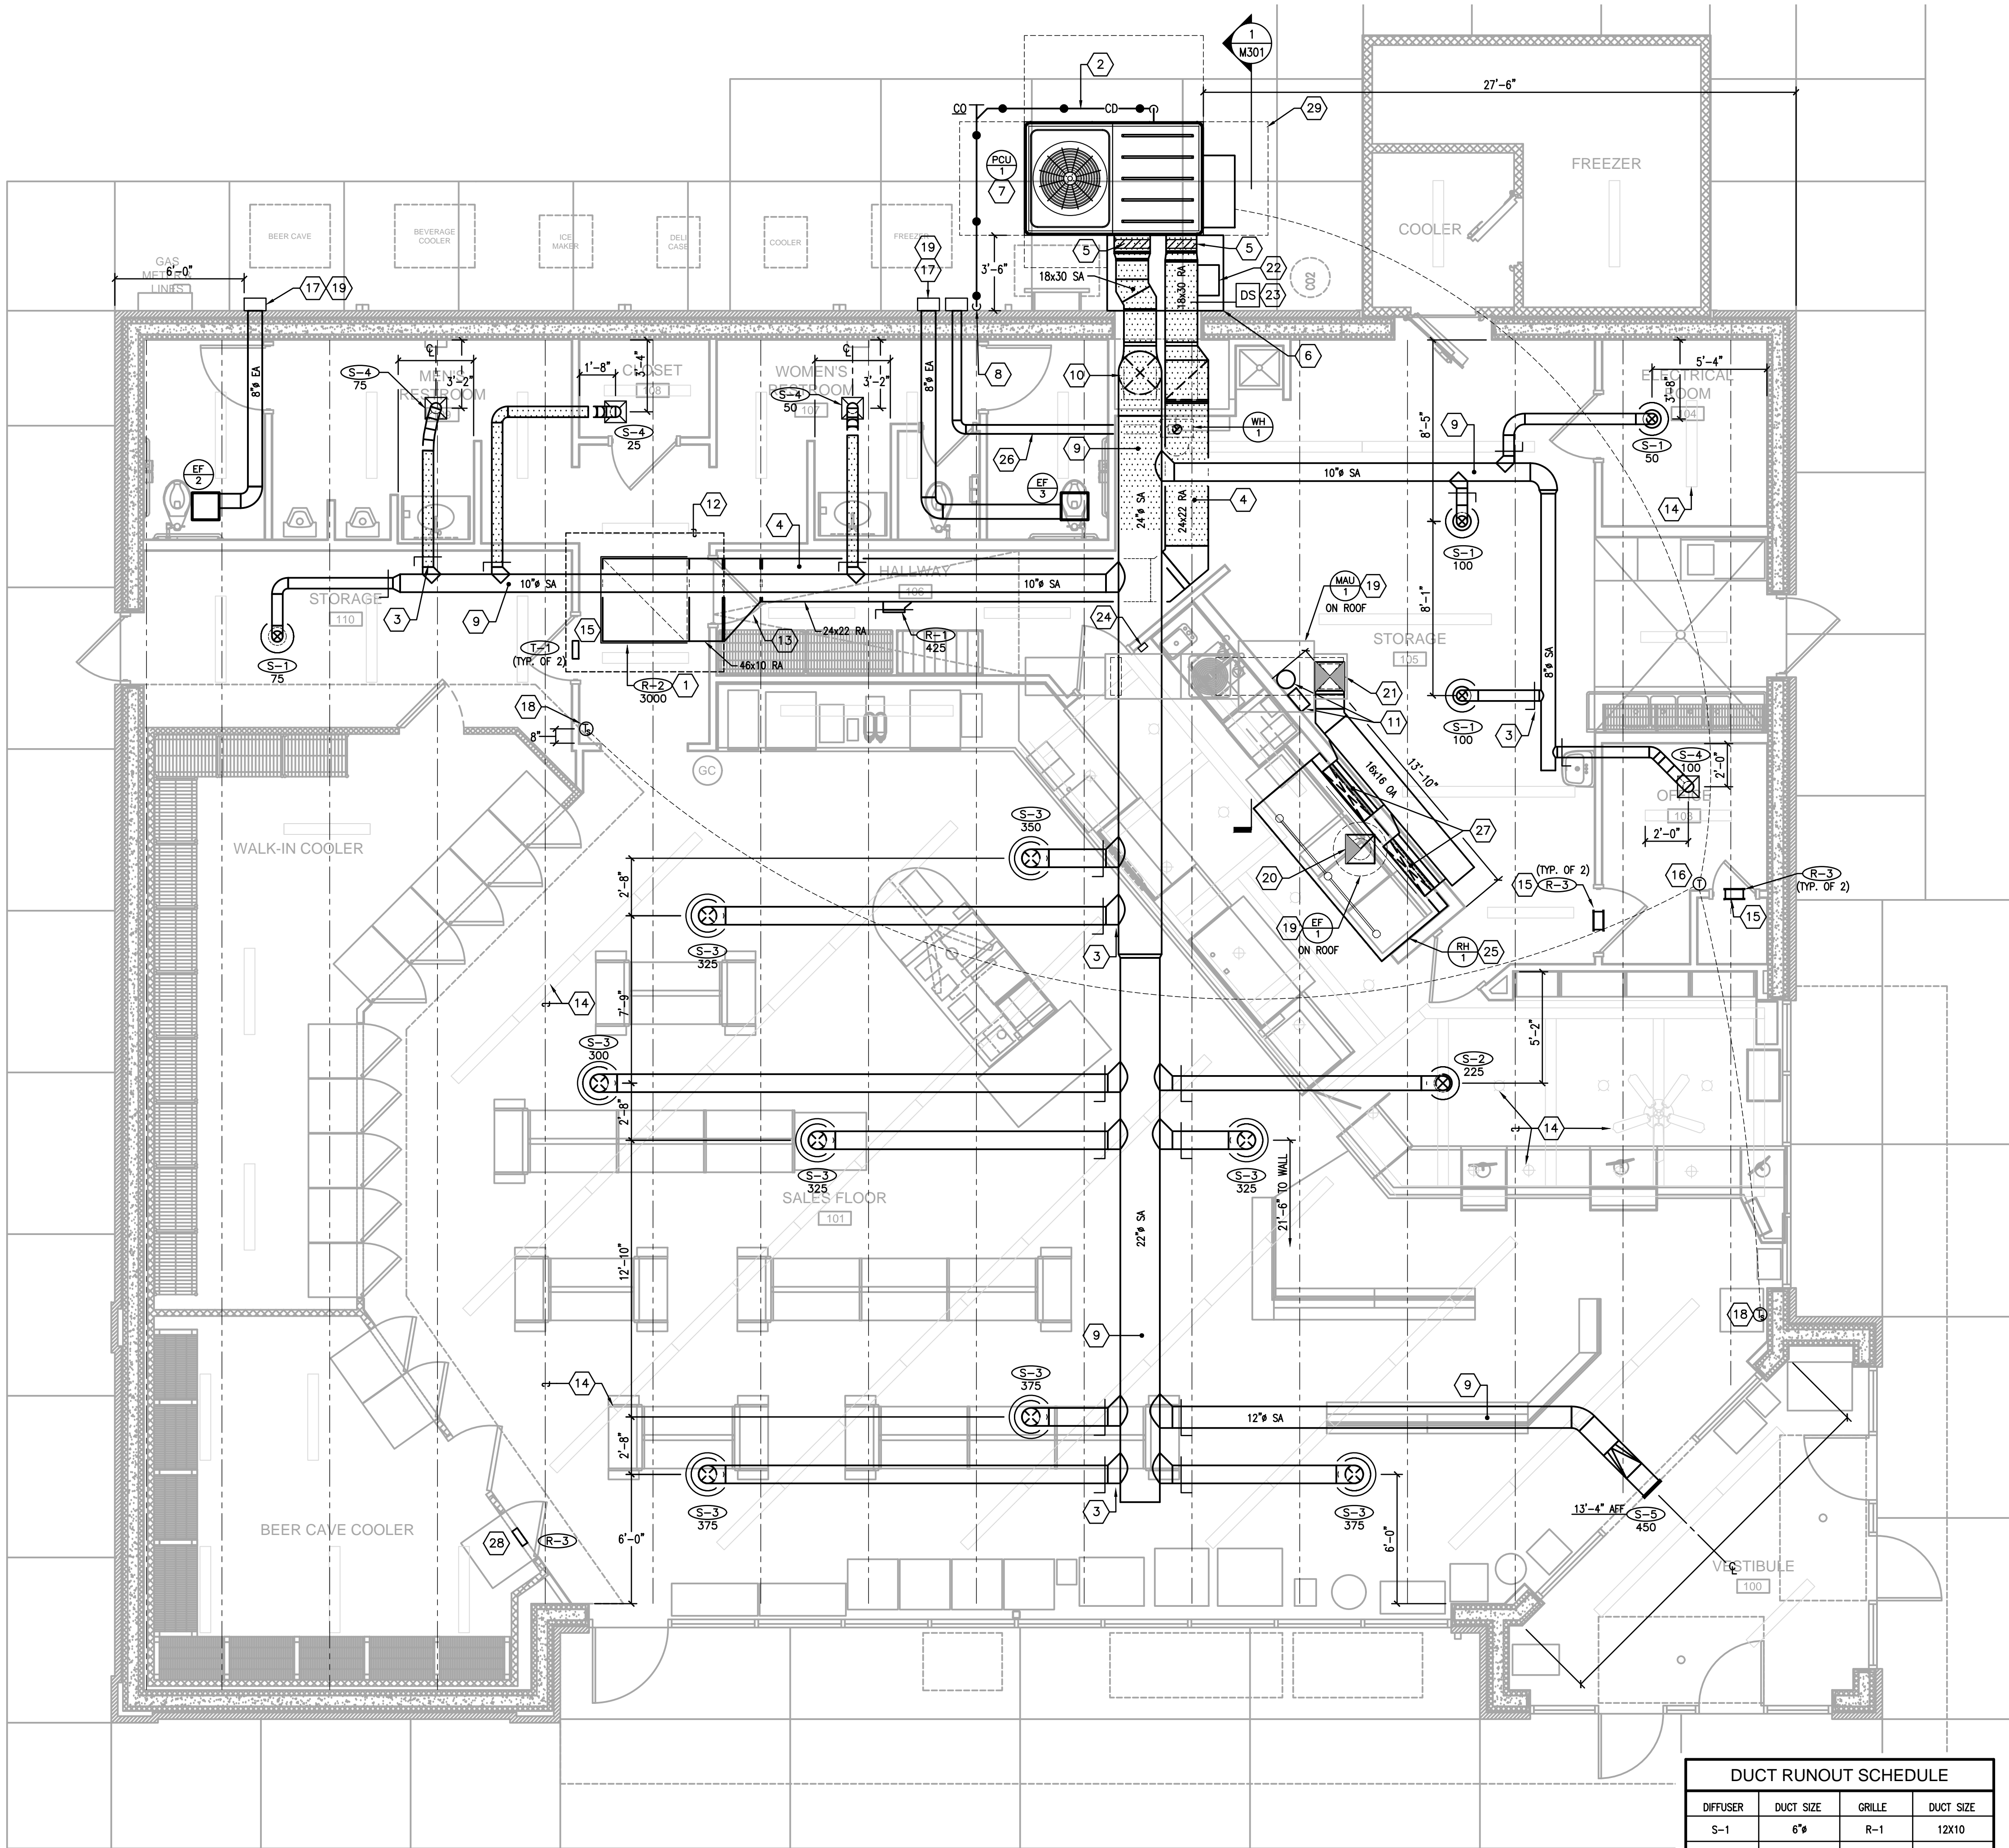 1
M301
2
27'-6"
CO
CD
29
FREEZER
PCU
1
7
COOLER
BEER CAVE
BEVERAGE
COOLER
ICE
MAKER
DELI
CASE
COOLER
FREEZER
19
17
5
5
3'-6"
22
GAS
METER &
LINES
6'-0"
17
19
18x30 SA
18x30 RA
DS
23
CO2
6
8
10
8"ø EA
S-4
75
℄
3'-2"
MEN'S
RESTROOM
1'-8"
3'-4"
CLOSET
108
S-4
25
WOMEN'S
RESTROOM
107
S-4
50
℄
3'-2"
8"ø EA
5'-4"
3'-8"
ELECTRICAL
ROOM
104
S-1
50
9
8'-5"
WH
1
9
26
10"ø SA
EF
2
EF
3
24"ø SA
24x22 RA
4
14
S-1
100
12
4
10"ø SA
HALLWAY
106
10"ø SA
STORAGE
110
3
9
15
T-1
(TYP. OF 2)
13
24x22 RA
R-1
425
46x10 RA
R-2
3000
1
S-1
75
24
MAU
1
19
ON ROOF
8'-1"
STORAGE
105
8"ø SA
21
11
S-1
100
3
18
T
8"
GC
16x16 OA
13'-10"
S-4
100
2'-0"
OFFICE
103
2'-0"
S-3
350
WALK-IN COOLER
2'-8"
27
20
(TYP. OF 2)
15
R-3
16
T
R-3
(TYP. OF 2)
15
S-3
325
3
19
EF
1
ON ROOF
RH
1
25
7'-9"
14
5'-2"
S-3
300
S-2
225
2'-8"
14
S-3
325
S-3
325
21'-6" TO WALL
SALES FLOOR
101
22"ø SA
12'-10"
18
9
S-3
375
14
9
12"ø SA
2'-8"
S-3
375
3
S-3
375
13'-4" AFF
S-5
450
BEER CAVE COOLER
28
R-3
6'-0"
6'-0"
℄
VESTIBULE
100
DUCT RUNOUT SCHEDULE
DIFFUSER DUCT SIZE GRILLE DUCT SIZE
S-1 6"ø R-1 12X10